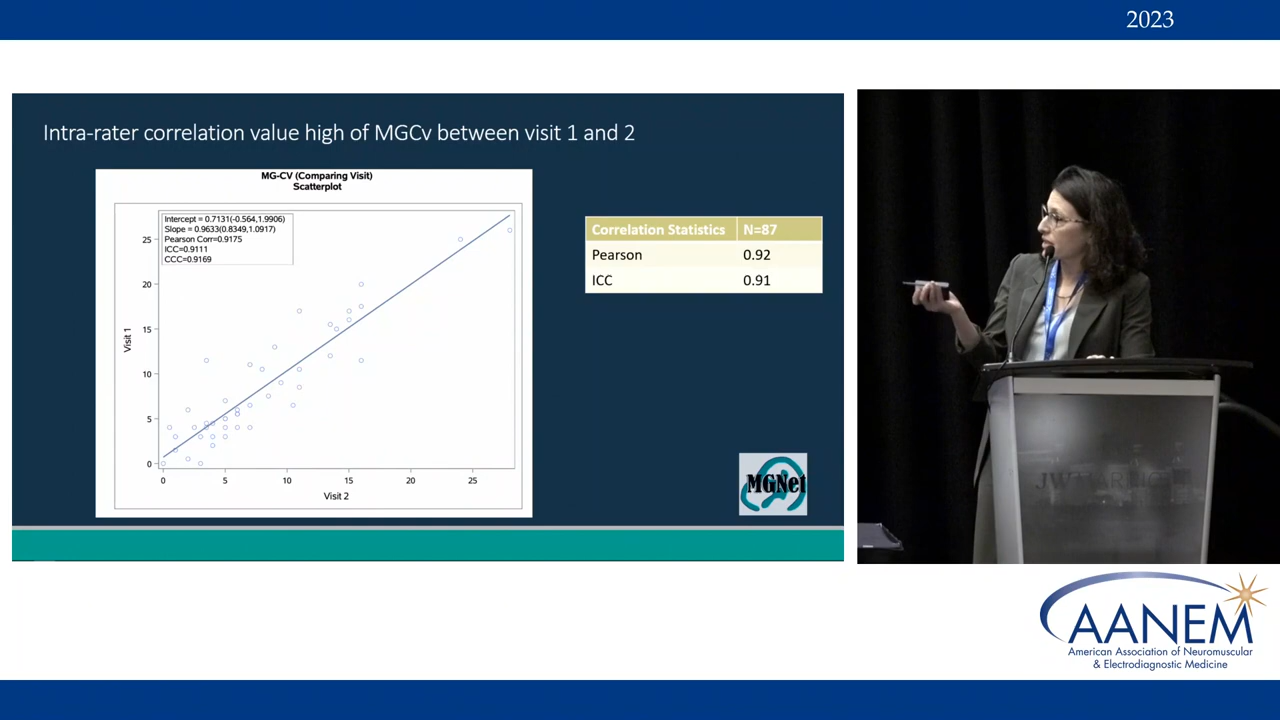 2023
Intra-rater correlation value high of MGCv between visit 1 and 2
MG-CV (Comparing Visit)
Scatterplot
Intercept = 0.7131(-0.564,1.9906)
Slope = 0.9633(0.8349,1.0917)
Pearson Corr=0.9175
ICC=0.9111
CCC=0.9169
25
20
15
10
5
0
Visit 1
0 5 10 15 20 25
Visit 2
Correlation Statistics N=87
Pearson 0.92
ICC 0.91
MGNet
AANEM
American Association of Neuromuscular
& Electrodiagnostic Medicine